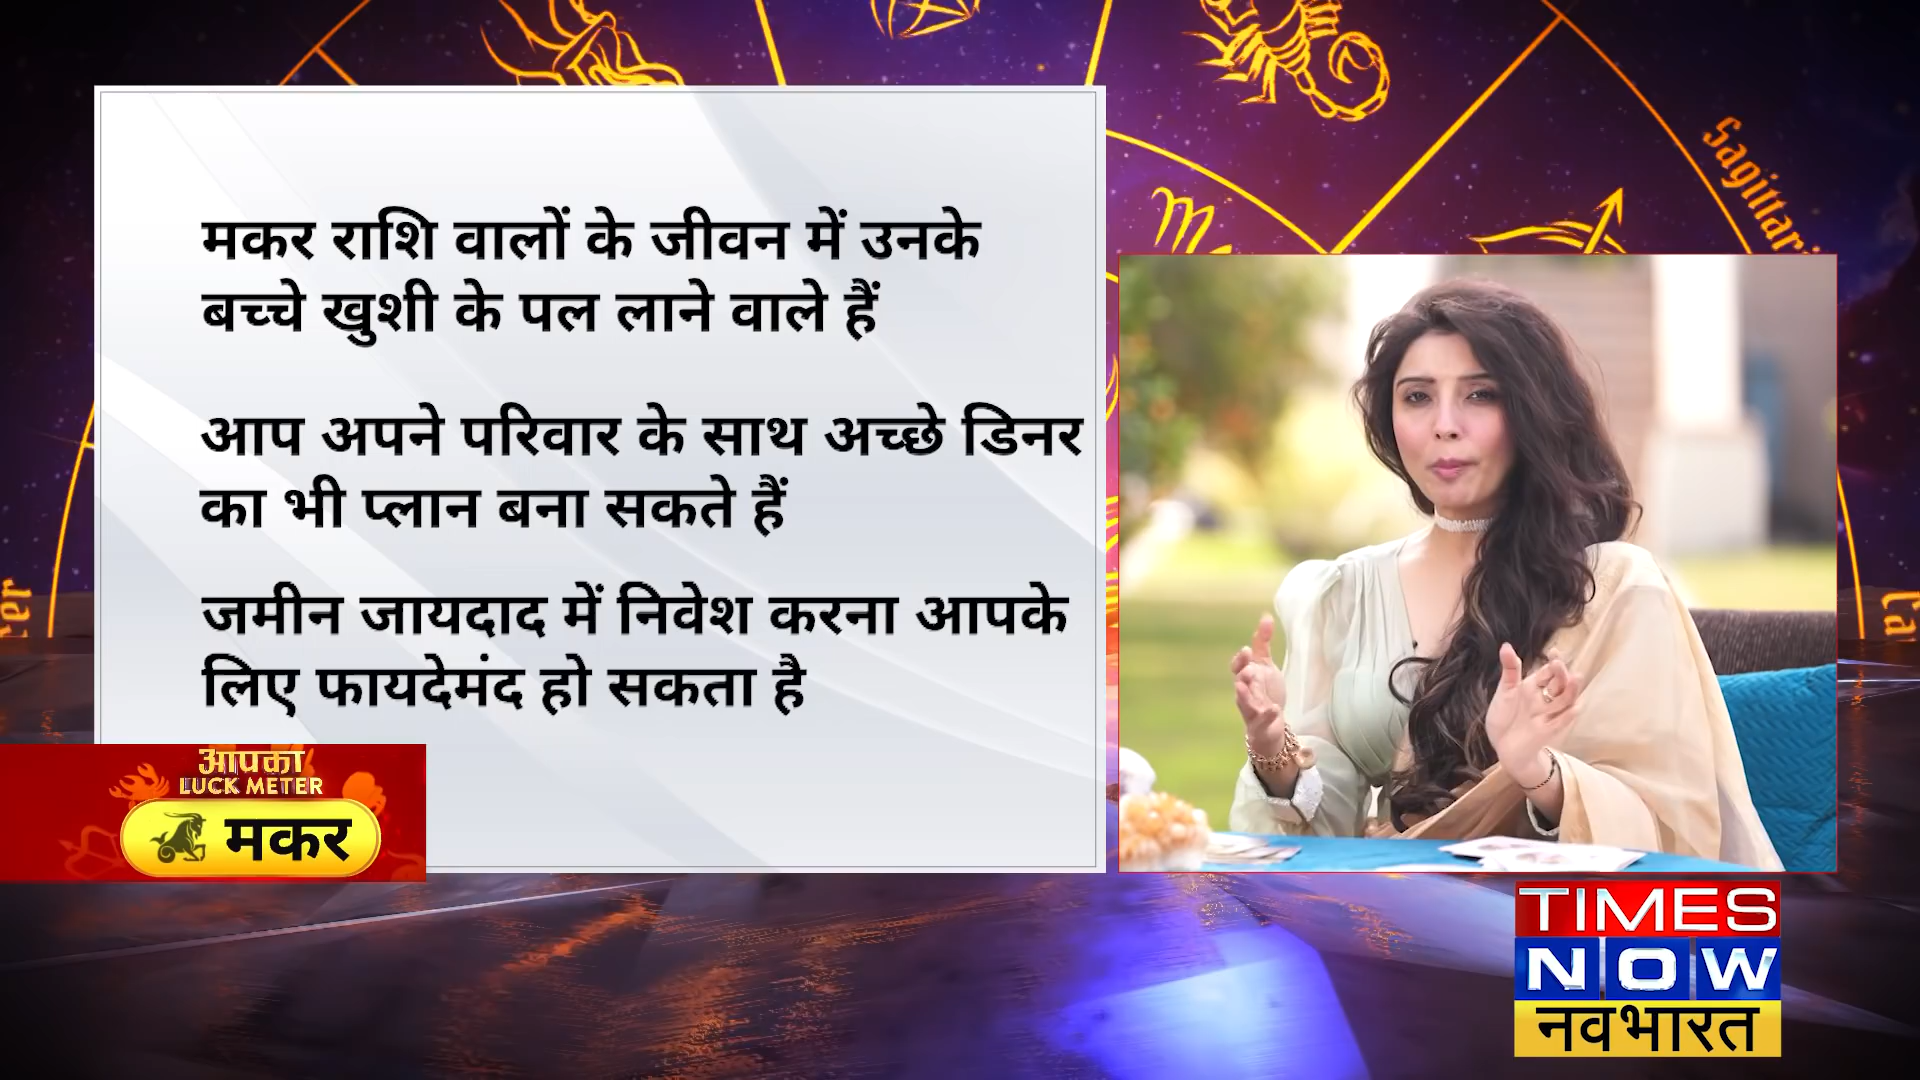 Sagittari
मकर राशि वालों के जीवन में उनके
बच्चे खुशी के पल लाने वाले हैं
आप अपने परिवार के साथ अच्छे डिनर
का भी प्लान बना सकते हैं
जमीन जायदाद में निवेश करना आपके
लिए फायदेमंद हो सकता है
आपका
LUCK METER
मकर
TIMES
NOW
नवभारत